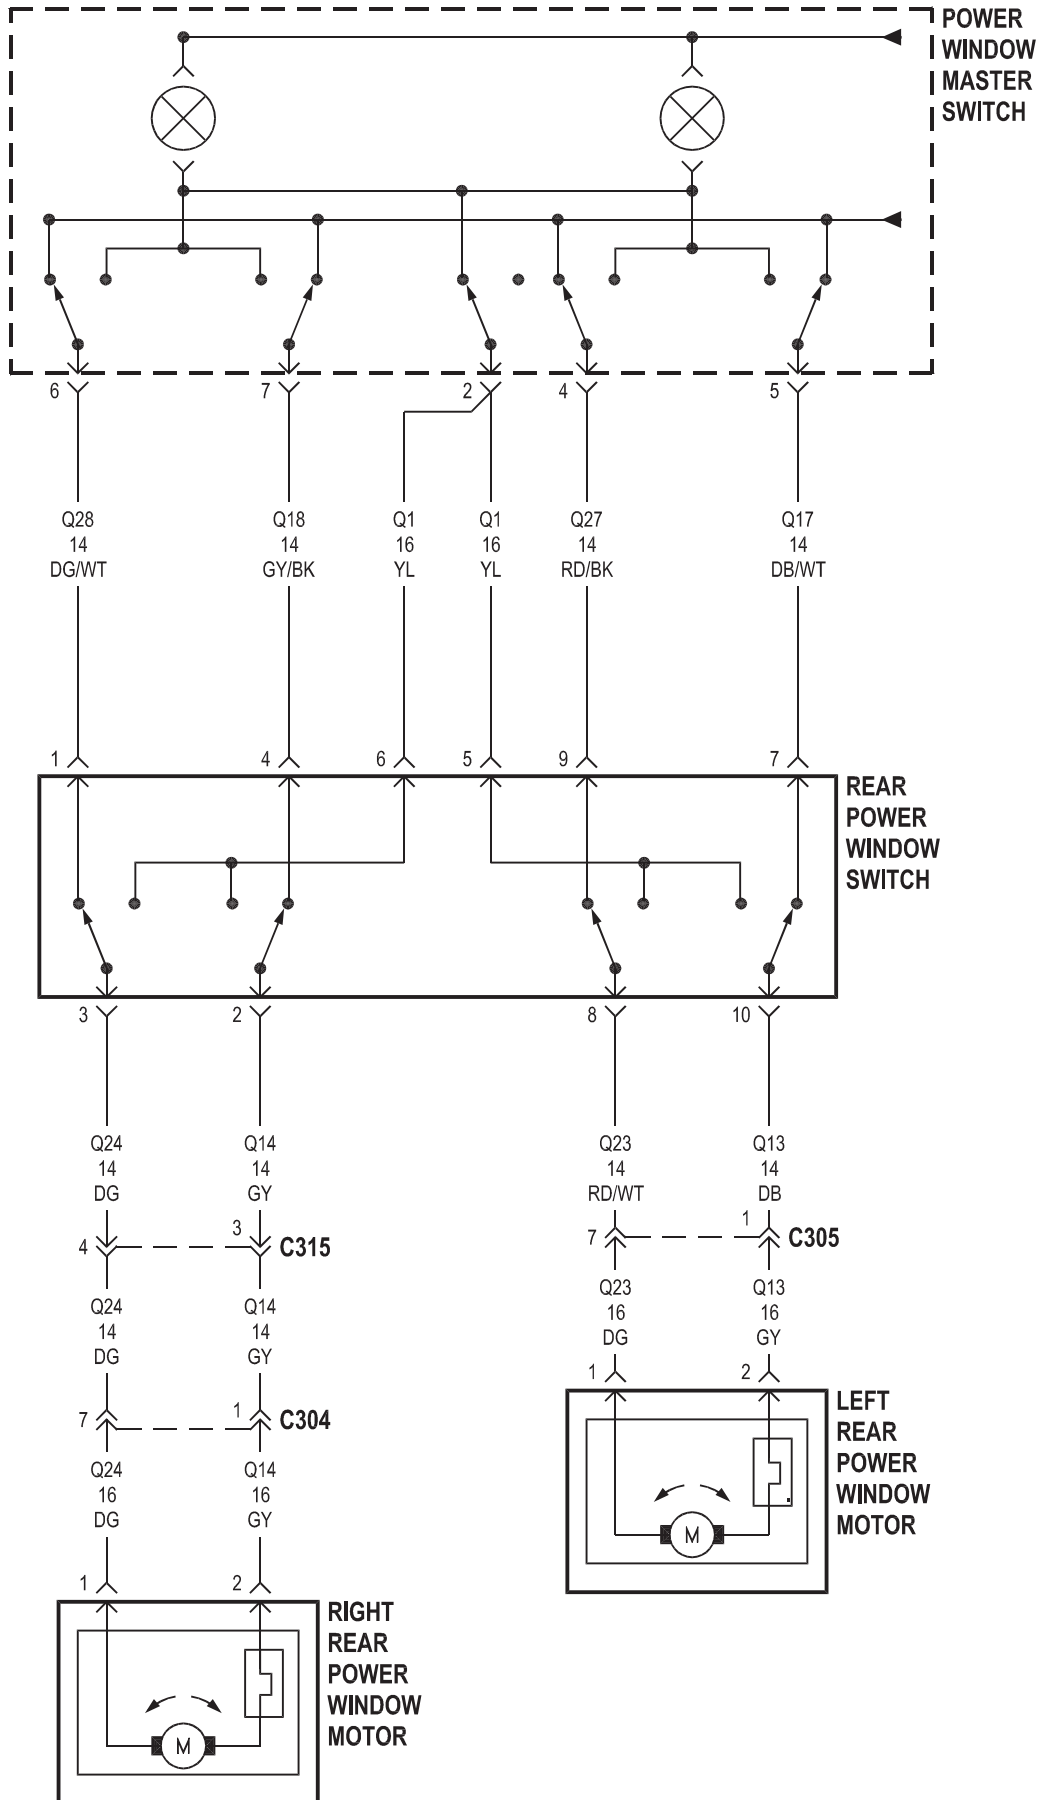 POWER
WINDOW
MASTER
SWITCH
6 7 2 4 5
Q28 Q18 Q1 Q1 Q27 Q17
14 14 16 16 14 14
DG/WT GY/BK YL YL RD/BK DB/WT
1 4 6 5 9 7
REAR
POWER
WINDOW
SWITCH
3 2 8 10
Q24 Q14 Q23 Q13
14 14 14 14
DG GY RD/WT DB
4 3 C315 7 1 C305
Q24 Q14 Q23 Q13
14 14 16 16
DG GY DG GY
1 2
7 1 C304
LEFT
REAR
POWER
WINDOW
MOTOR
M
Q24 Q14
16 16
DG GY
1 2
RIGHT
REAR
POWER
WINDOW
MOTOR
M